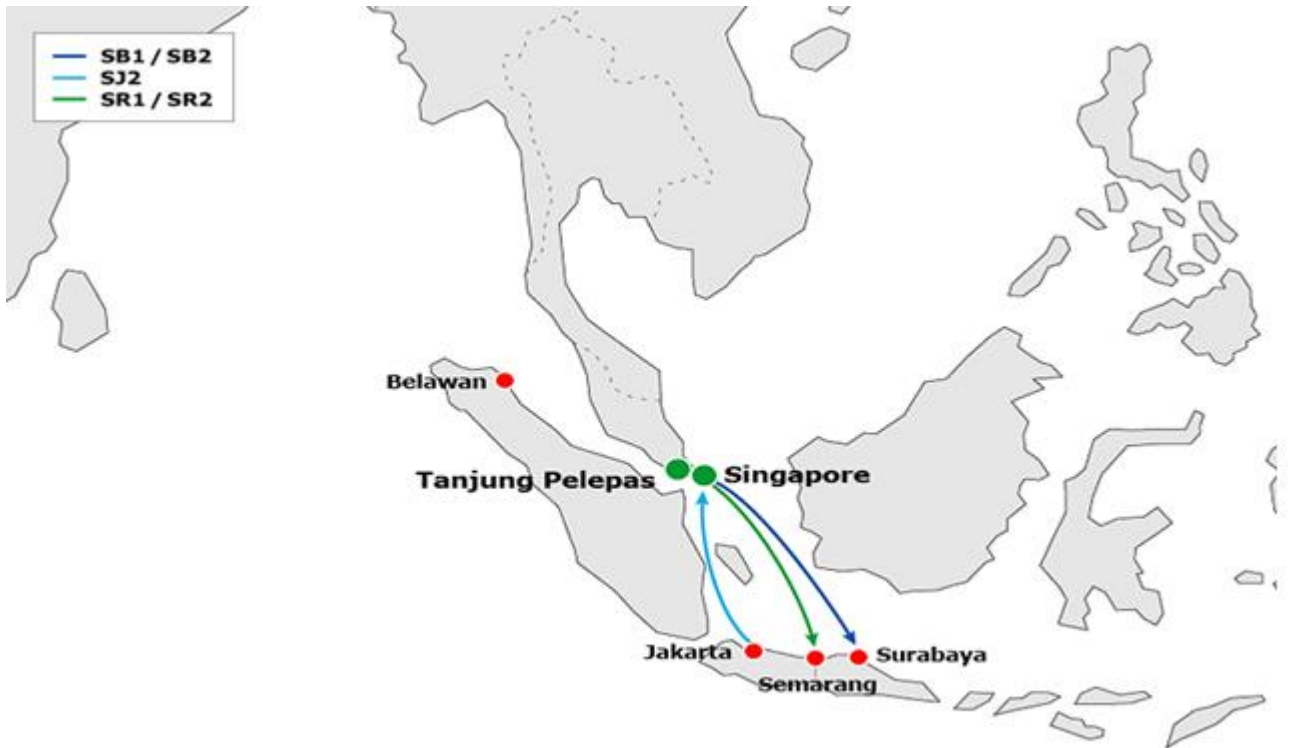 SB1 / SB2
SJ2
SR1 / SR2
Belawan
Tanjung Pelepas
Singapore
Jakarta
Surabaya
Semarang